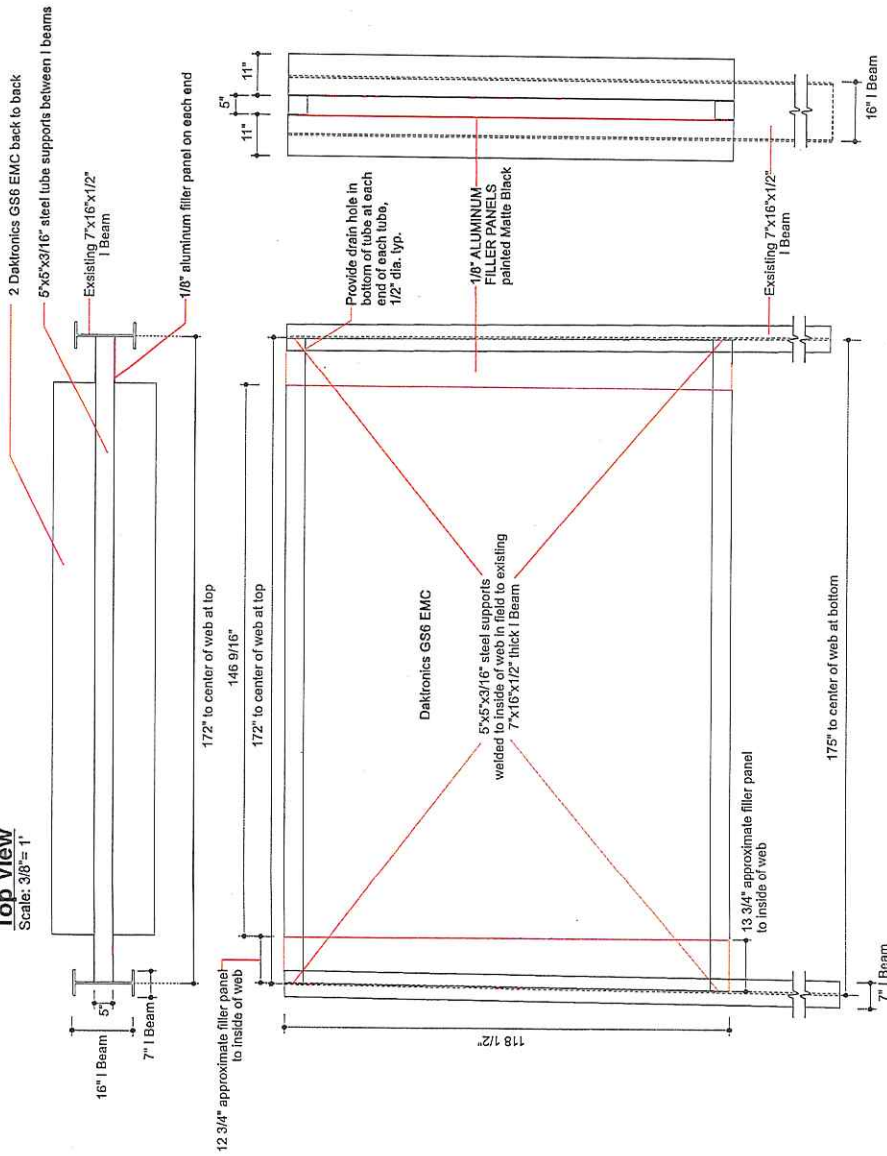 Top View
Scale: 3/8"= 1'
2 Daktronics GS6 EMC back to back
5"x5"x3/16" steel tube supports between I beams
Exsisting 7"x16"x1/2"
I Beam
1/8" aluminum filler panel on each end
16" I Beam
5"
7" I Beam
172" to center of web at top
146 9/16"
172" to center of web at top
12 3/4" approximate filler panel
to inside of web
Provide drain hole in
bottom of tube at each
end of each tube,
1/2" dia. typ.
1/8" ALUMINUM
FILLER PANELS
painted Matte Black
Daktronics GS6 EMC
5"x5"x3/16" steel supports
welded to inside of web in field to existing
7"x16"x1/2" thick I Beam
118 1/2"
13 3/4" approximate filler panel
to inside of web
Exsisting 7"x16"x1/2"
I Beam
175" to center of web at bottom
7" I Beam
11"
5"
11"
Exsisting 7"x16"x1/2"
I Beam
16" I Beam